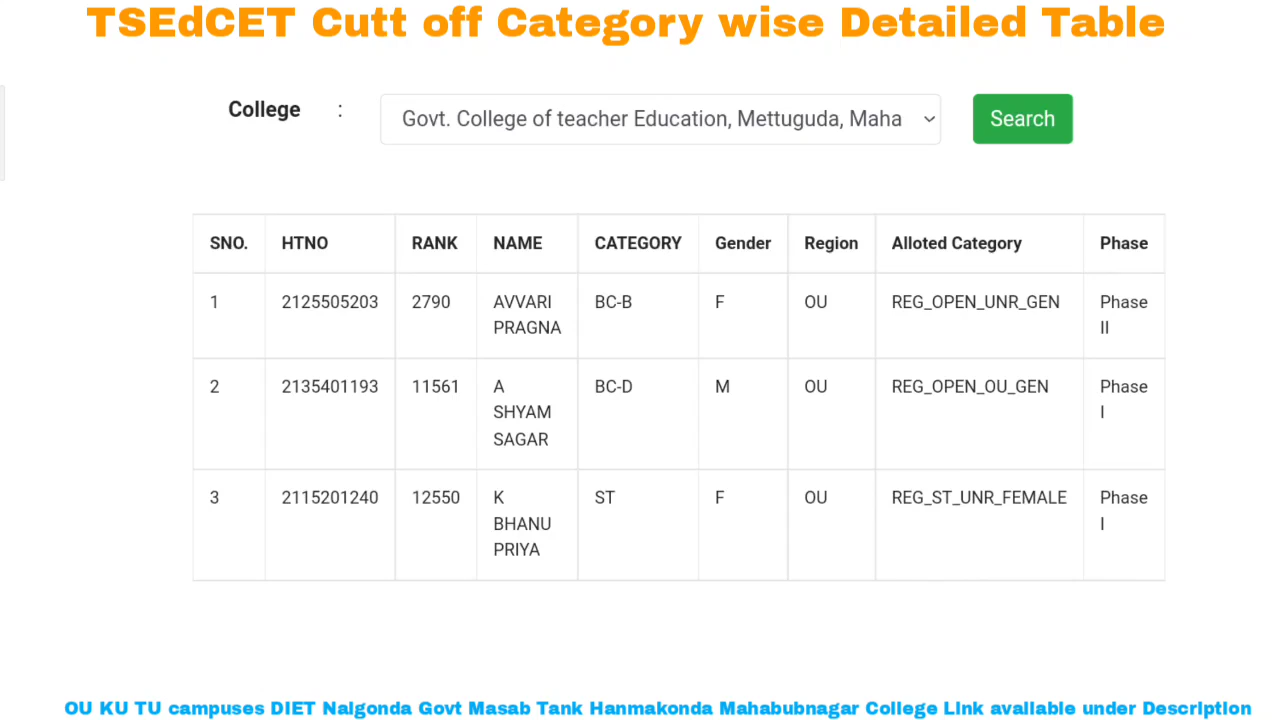 TSEdCET Cutt off Category wise Detailed Table
College : Govt. College of teacher Education, Mettuguda, Maha Search
SNO. HTNO RANK NAME CATEGORY Gender Region Alloted Category Phase
1 2125505203 2790 AVVARI BC-B F OU REG_OPEN_UNR_GEN Phase
PRAGNA II
2 2135401193 11561 A BC-D M OU REG_OPEN_OU_GEN Phase
SHYAM I
SAGAR
3 2115201240 12550 K ST F OU REG_ST_UNR_FEMALE Phase
BHANU I
PRIYA
OU KU TU campuses DIET Nalgonda Govt Masab Tank Hanmakonda Mahabubnagar College Link available under Description